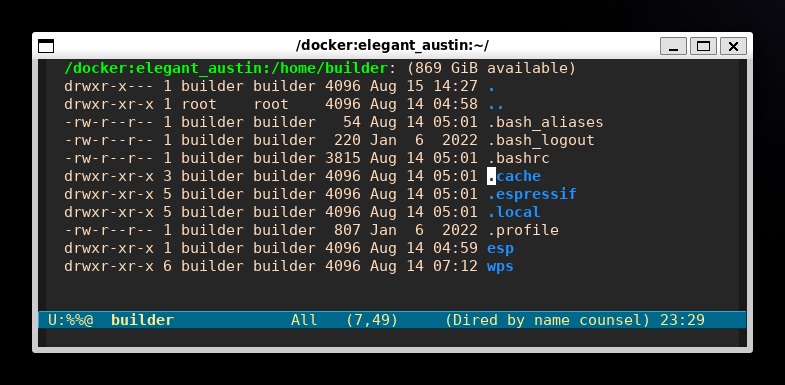 /docker:elegant_austin:~/
/docker:elegant_austin:/home/builder: (869 GiB available)
drwxr-x--- 1 builder builder 4096 Aug 15 14:27 .
drwxr-xr-x 1 root    root    4096 Aug 14 04:58 ..
-rw-r--r-- 1 builder builder   54 Aug 14 05:01 .bash_aliases
-rw-r--r-- 1 builder builder  220 Jan  6  2022 .bash_logout
-rw-r--r-- 1 builder builder 3815 Aug 14 05:01 .bashrc
drwxr-xr-x 3 builder builder 4096 Aug 14 05:01 .cache
drwxr-xr-x 5 builder builder 4096 Aug 14 05:01 .espressif
drwxr-xr-x 5 builder builder 4096 Aug 14 05:01 .local
-rw-r--r-- 1 builder builder  807 Jan  6  2022 .profile
drwxr-xr-x 1 builder builder 4096 Aug 14 04:59 esp
drwxr-xr-x 6 builder builder 4096 Aug 14 07:12 wps
U:%%@  builder             All   (7,49)     (Dired by name counsel) 23:29